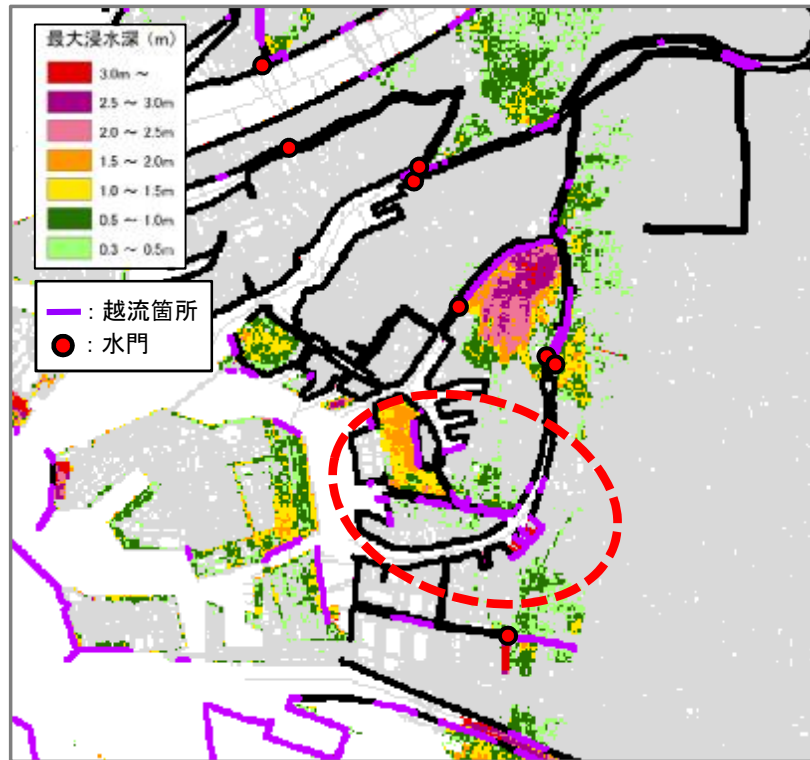 最大浸水深 (m)
3.0m ～
2.5 ～ 3.0m
2.0 ～ 2.5m
1.5 ～ 2.0m
1.0 ～ 1.5m
0.5 ～ 1.0m
0.3 ～ 0.5m
: 越流箇所
: 水門